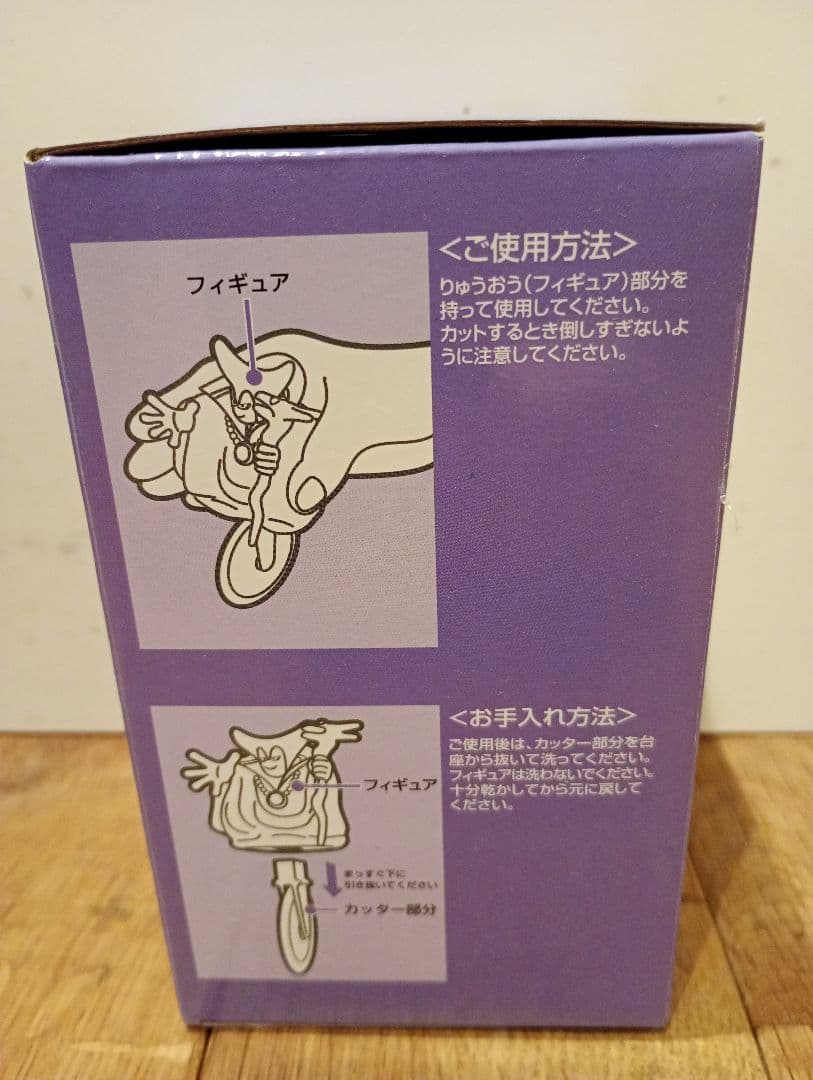 フィギュア
<ご使用方法>
りゅうおう(フィギュア)部分を
持って使用してください。
カットするとき倒しすぎないよ
うに注意してください。
<お手入れ方法>
ご使用後は、カッター部分を台
座から抜いて洗ってください。
フィギュアは洗わないでください。
十分乾かしてから元に戻して
ください。
フィギュア
まっすぐ下に
引き抜いてください
カッター部分